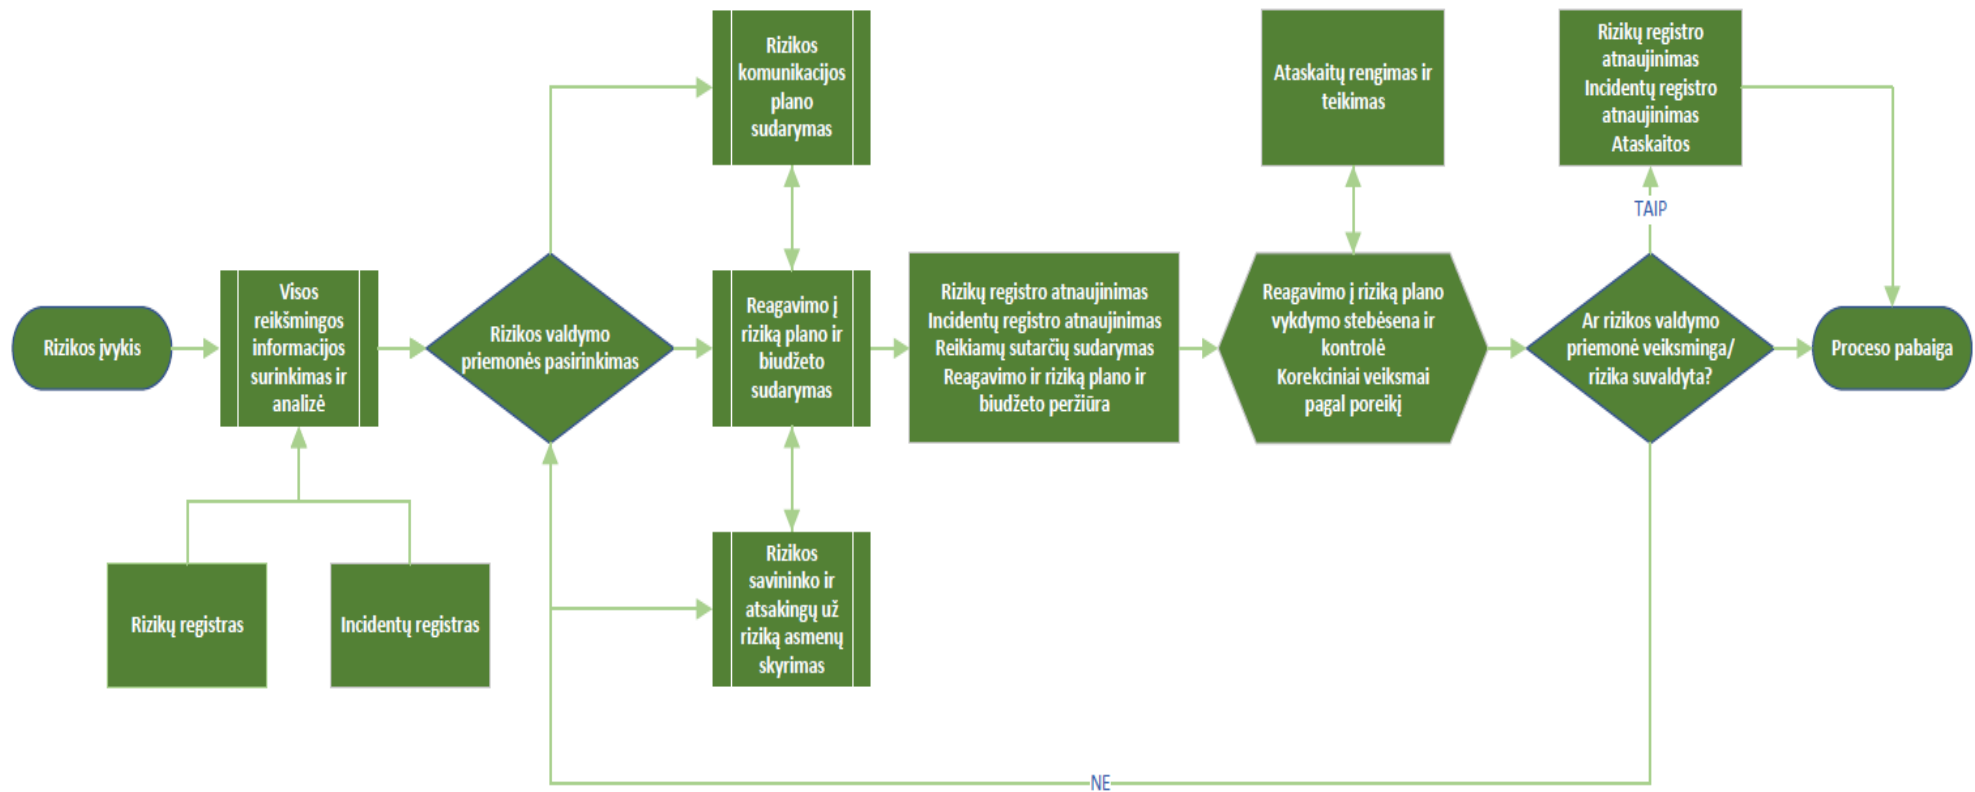 Rizikos įvykis
Visos
reikšmingos
informacijos
surinkimas ir
analizė
Rizikų registras
Incidentų registras
Rizikos valdymo
priemonės pasirinkimas
Rizikos
komunikacijos
plano
sudarymas
Reagavimo į
riziką plano ir
biudžeto
sudarymas
Rizikos
savininko ir
atsakingų už
riziką asmenų
skyrimas
Rizikų registro atnaujinimas
Incidentų registro atnaujinimas
Reikiamų sutarčių sudarymas
Reagavimo ir riziką plano ir
biudžeto peržiūra
Ataskaitų rengimas ir
teikimas
Reagavimo į riziką plano
vykdymo stebėsena ir
kontrolė
Korekciniai veiksmai
pagal poreikį
Rizikų registro
atnaujinimas
Incidentų registro
atnaujinimas
Ataskaitos
TAIP
Ar rizikos valdymo
priemonė veiksminga/
rizika suvaldyta?
Proceso pabaiga
NE